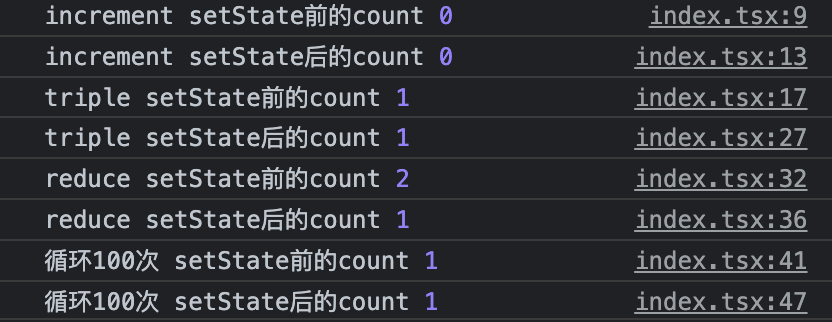 increment setState前的count 0 index.tsx:9
increment setState后的count 0 index.tsx:13
triple setState前的count 1 index.tsx:17
triple setState后的count 1 index.tsx:27
reduce setState前的count 2 index.tsx:32
reduce setState后的count 1 index.tsx:36
循环100次 setState前的count 1 index.tsx:41
循环100次 setState后的count 1 index.tsx:47